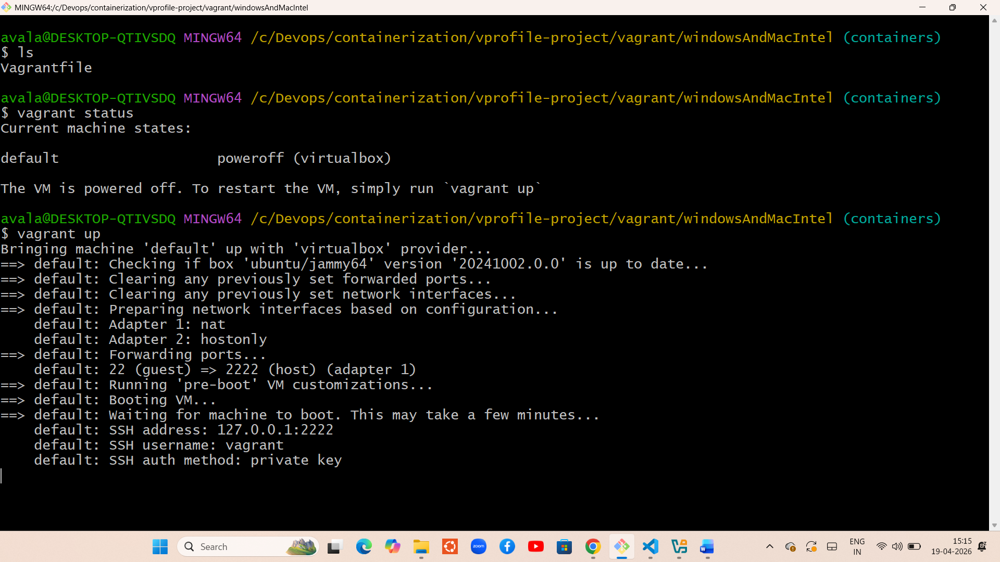 MINGW64:/c/Devops/containerization/vprofile-project/vagrant/windowsAndMacIntel
avala@DESKTOP-QTIVSDQ MINGW64 /c/Devops/containerization/vprofile-project/vagrant/windowsAndMacIntel (containers)
$ ls
Vagrantfile
avala@DESKTOP-QTIVSDQ MINGW64 /c/Devops/containerization/vprofile-project/vagrant/windowsAndMacIntel (containers)
$ vagrant status
Current machine states:
default                   poweroff (virtualbox)
The VM is powered off. To restart the VM, simply run `vagrant up`
avala@DESKTOP-QTIVSDQ MINGW64 /c/Devops/containerization/vprofile-project/vagrant/windowsAndMacIntel (containers)
$ vagrant up
Bringing machine 'default' up with 'virtualbox' provider...
==> default: Checking if box 'ubuntu/jammy64' version '20241002.0.0' is up to date...
==> default: Clearing any previously set forwarded ports...
==> default: Clearing any previously set network interfaces...
==> default: Preparing network interfaces based on configuration...
    default: Adapter 1: nat
    default: Adapter 2: hostonly
==> default: Forwarding ports...
    default: 22 (guest) => 2222 (host) (adapter 1)
==> default: Running 'pre-boot' VM customizations...
==> default: Booting VM...
==> default: Waiting for machine to boot. This may take a few minutes...
    default: SSH address: 127.0.0.1:2222
    default: SSH username: vagrant
    default: SSH auth method: private key
Search
zoom
W
ENG
IN
15:15
19-04-2026